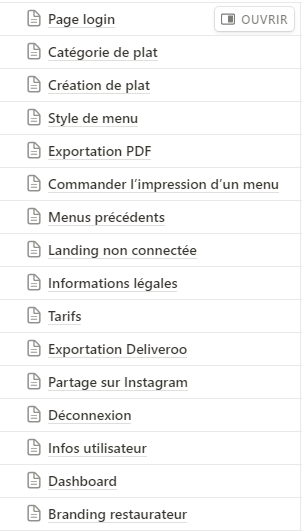 Page login
OUVRIR
Catégorie de plat
Création de plat
Style de menu
Exportation PDF
Commander l’impression d’un menu
Menus précédents
Landing non connectée
Informations légales
Tarifs
Exportation Deliveroo
Partage sur Instagram
Déconnexion
Infos utilisateur
Dashboard
Branding restaurateur